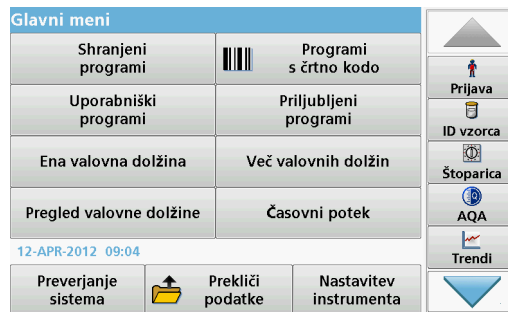 Glavni meni
Shranjeni
programi
Programi
s črtno kodo
Uporabniški
programi
Priljubljeni
programi
Ena valovna dolžina
Več valovnih dolžin
Pregled valovne dolžine
Časovni potek
12-APR-2012 09:04
Preverjanje
sistema
Prekliči
podatke
Nastavitev
instrumenta
Prijava
ID vzorca
Štoparica
AQA
Trendi